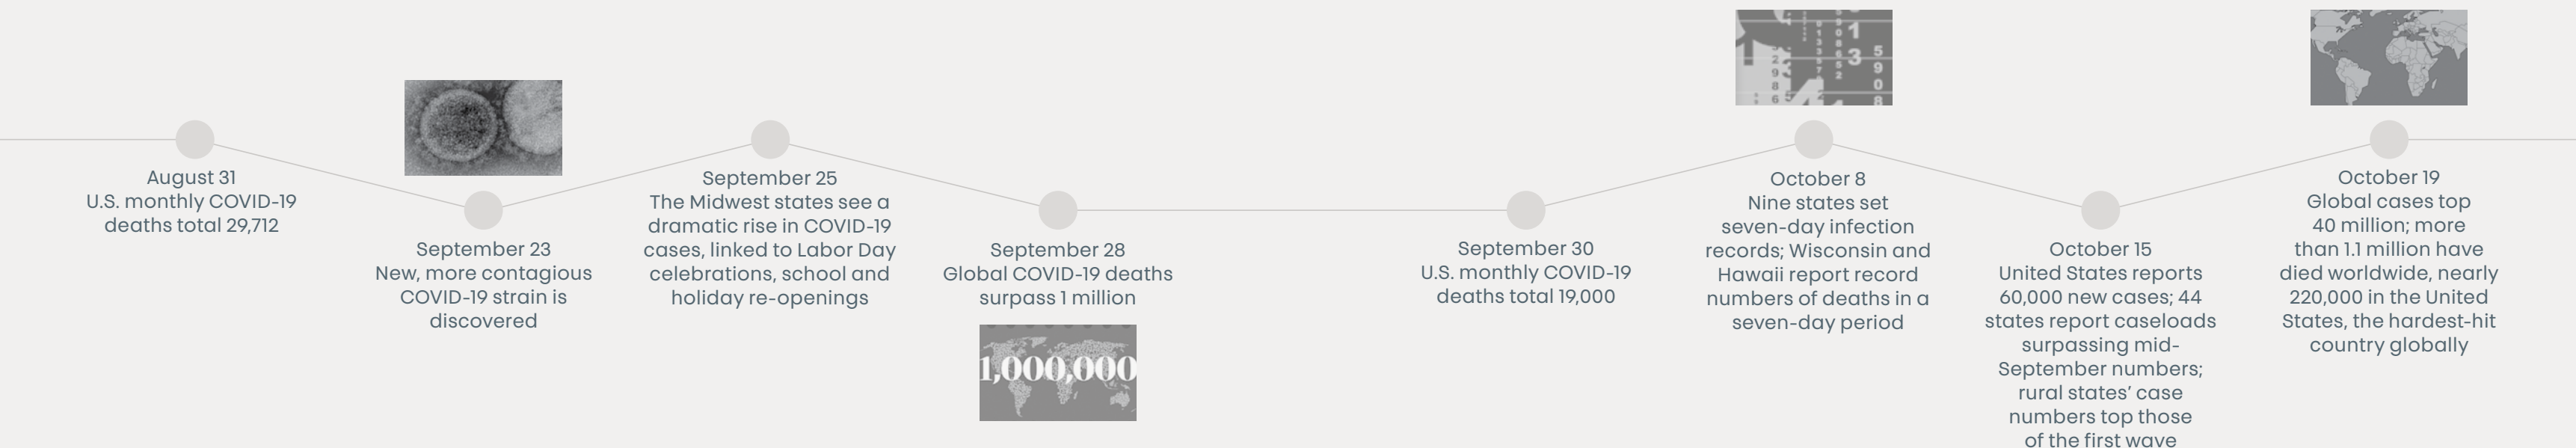 August 31
U.S. monthly COVID-19
deaths total 29,712
September 23
New, more contagious
COVID-19 strain is
discovered
September 25
The Midwest states see a
dramatic rise in COVID-19
cases, linked to Labor Day
celebrations, school and
holiday re-openings
September 28
Global COVID-19 deaths
surpass 1 million
1,000,000
September 30
U.S. monthly COVID-19
deaths total 19,000
October 8
Nine states set
seven-day infection
records; Wisconsin and
Hawaii report record
numbers of deaths in a
seven-day period
October 15
United States reports
60,000 new cases; 44
states report caseloads
surpassing mid-
September numbers;
rural states’ case
numbers top those
of the first wave
October 19
Global cases top
40 million; more
than 1.1 million have
died worldwide, nearly
220,000 in the United
States, the hardest-hit
country globally